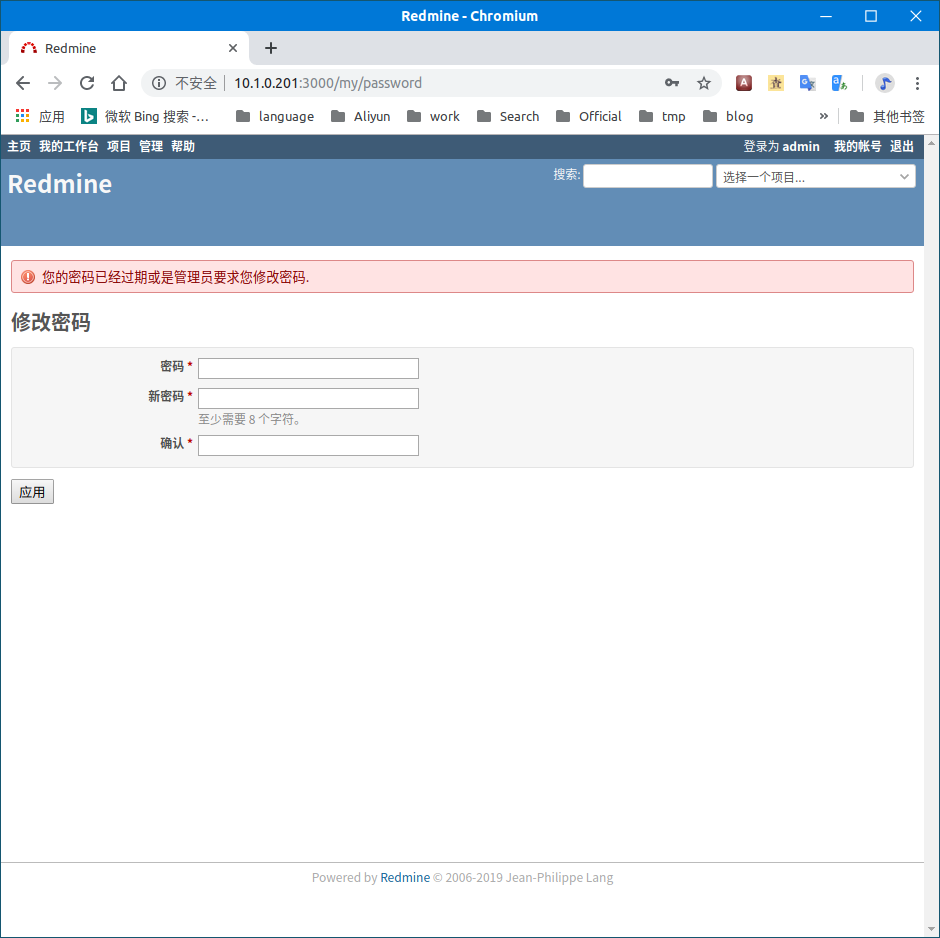 Redmine - Chromium
Redmine
不安全 10.1.0.201:3000/my/password
应用 微软 Bing 搜索 -... language Aliyun work Search Official tmp blog » 其他书签
主页 我的工作台 项目 管理 帮助 登录为 admin 我的帐号 退出
Redmine 搜索: 选择一个项目...
您的密码已经过期或是管理员要求您修改密码.
修改密码
密码 *
新密码 *
至少需要 8 个字符。
确认 *
应用
Powered by Redmine © 2006-2019 Jean-Philippe Lang